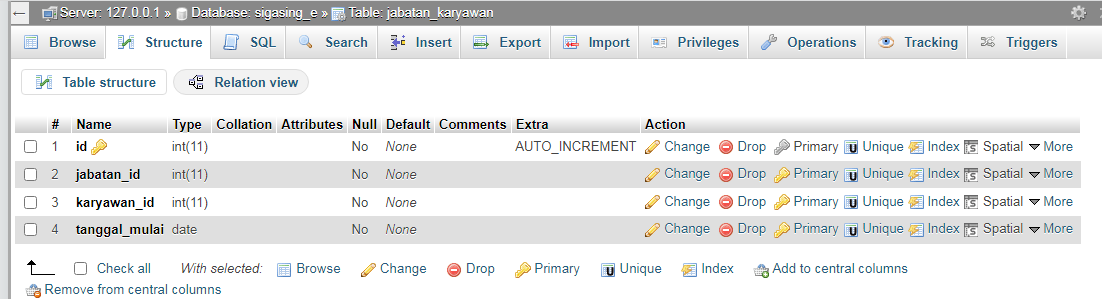 Server: 127.0.0.1 » Database: sigasing_e » Table: jabatan_karyawan
Browse Structure SQL Search Insert Export Import Privileges Operations Tracking Triggers
Table structure Relation view
# Name Type Collation Attributes Null Default Comments Extra Action
1 id int(11) No None AUTO_INCREMENT Change Drop Primary Unique Index Spatial More
2 jabatan_id int(11) No None Change Drop Primary Unique Index Spatial More
3 karyawan_id int(11) No None Change Drop Primary Unique Index Spatial More
4 tanggal_mulai date No None Change Drop Primary Unique Index Spatial More
Check all With selected: Browse Change Drop Primary Unique Index Add to central columns
Remove from central columns